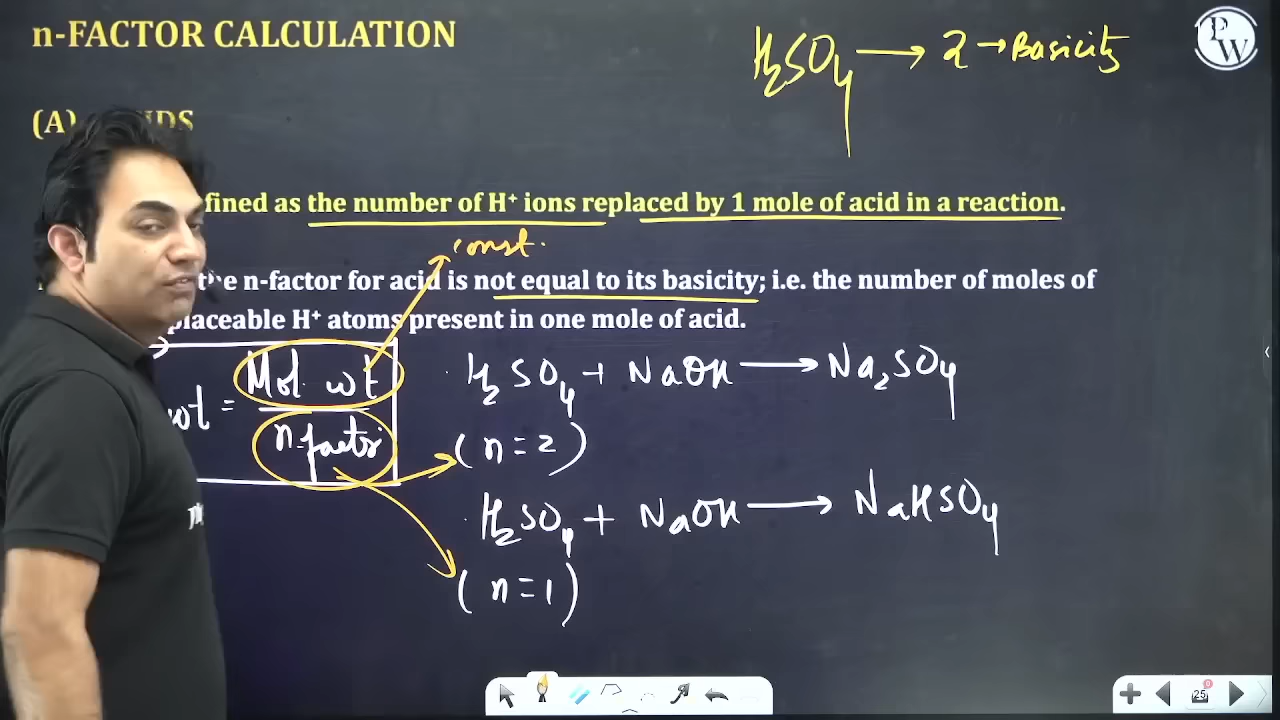 n-FACTOR CALCULATION
H₂SO₄ → 2 → Basicity
PW
(A)
fined as the number of H⁺ ions replaced by 1 mole of acid in a reaction.
const.
the n-factor for acid is not equal to its basicity; i.e. the number of moles of
placeable H⁺ atoms present in one mole of acid.
wt = Mol. wt
n-factor
H₂SO₄ + NaOH → Na₂SO₄
(n=2)
H₂SO₄ + NaOH → NaHSO₄
(n=1)
25